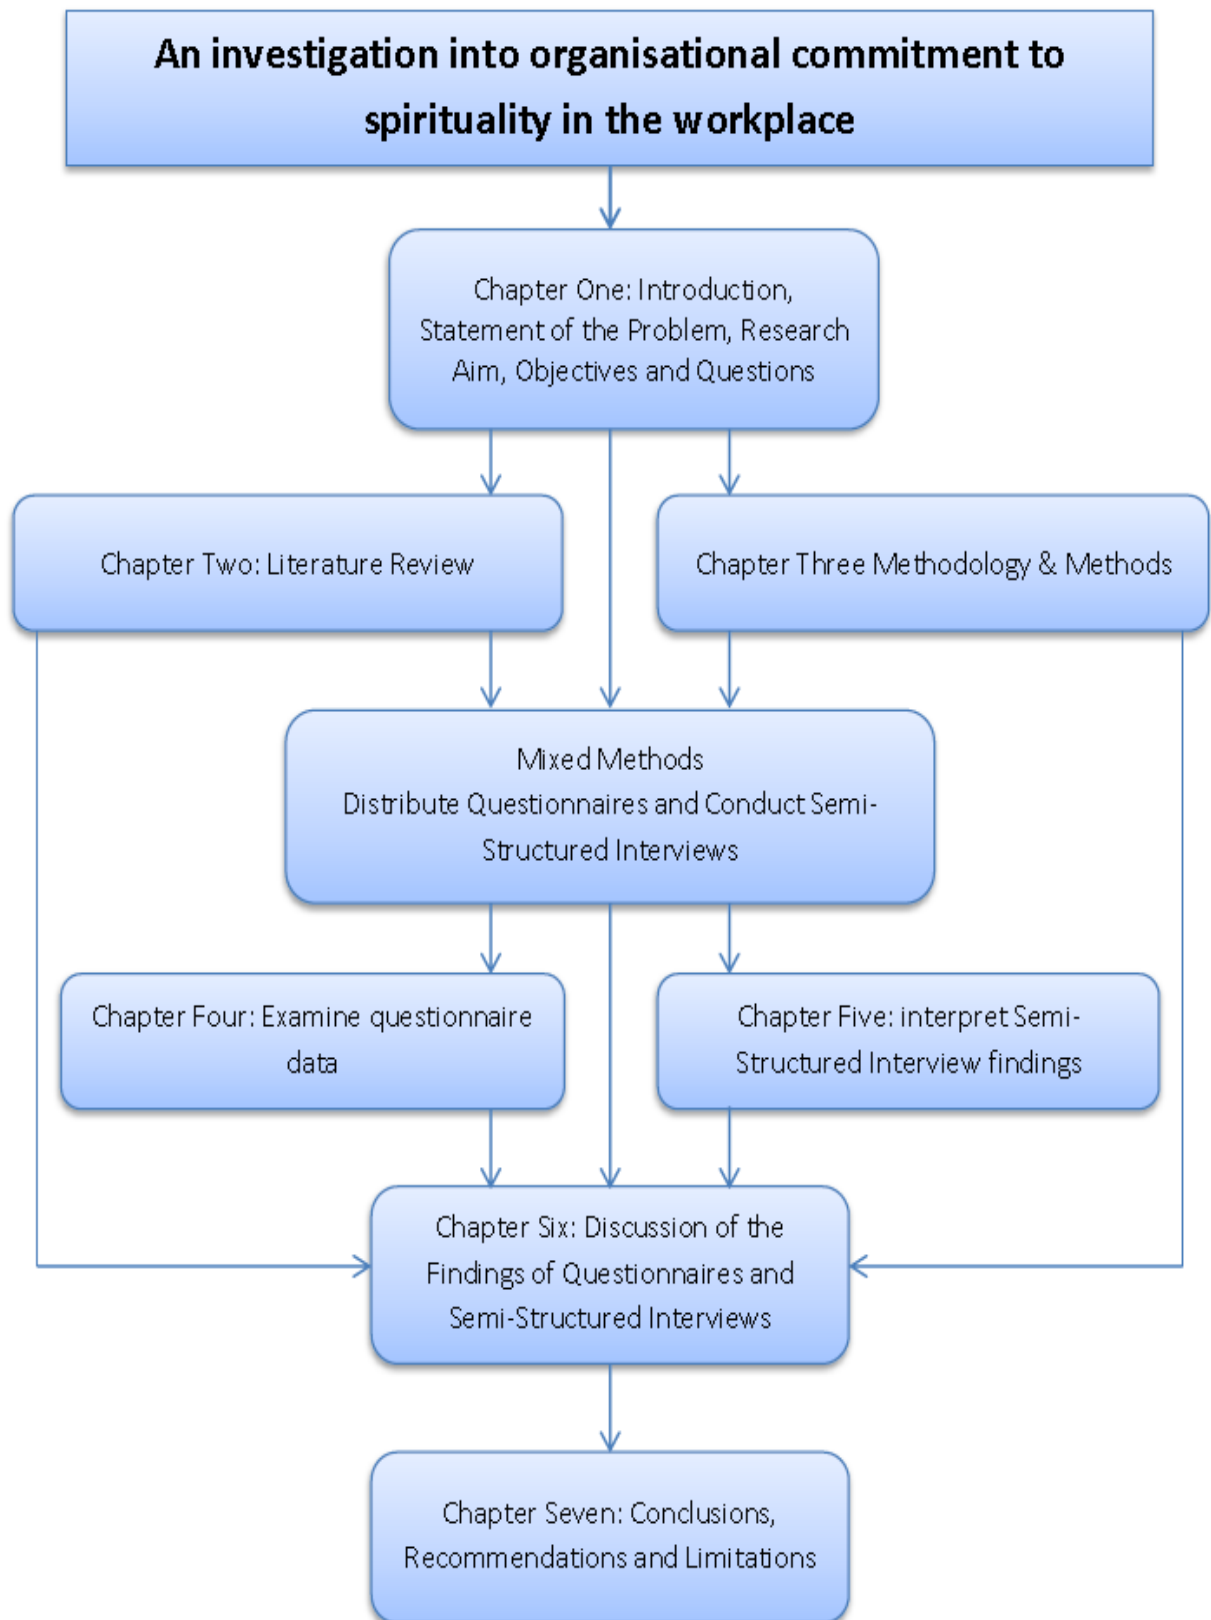 An investigation into organisational commitment to
spirituality in the workplace
Chapter One: Introduction,
Statement of the Problem, Research
Aim, Objectives and Questions
Chapter Two: Literature Review
Chapter Three Methodology & Methods
Mixed Methods
Distribute Questionnaires and Conduct Semi-
Structured Interviews
Chapter Four: Examine questionnaire
data
Chapter Five: interpret Semi-
Structured Interview findings
Chapter Six: Discussion of the
Findings of Questionnaires and
Semi-Structured Interviews
Chapter Seven: Conclusions,
Recommendations and Limitations